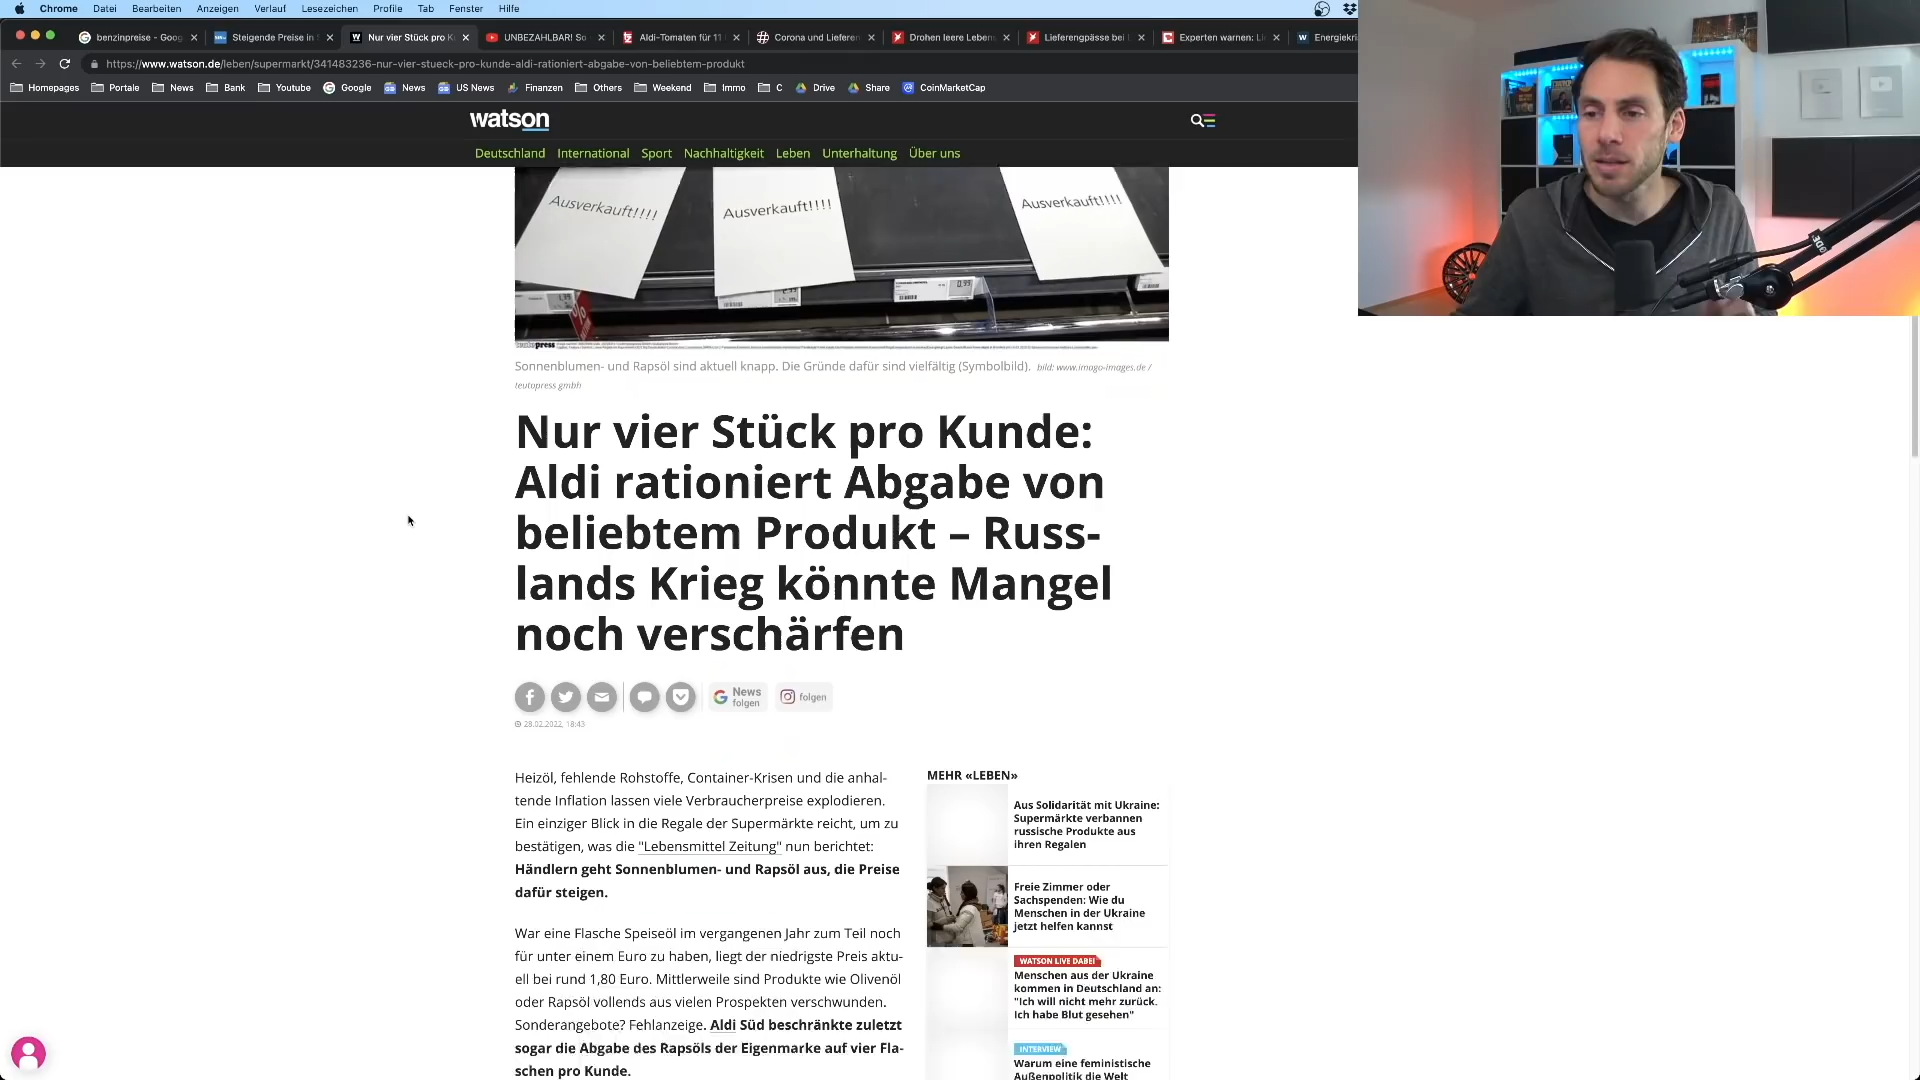 Chrome Datei Bearbeiten Anzeigen Verlauf Lesezeichen Profile Tab Fenster Hilfe
benzinpreise - Goog Steigende Preise in Nur vier Stück pro K UNBEZAHLBAR! So Aldi-Tomaten für 11 Corona und Lieferen Drohen leere Lebens Lieferengpässe bei Experten warnen: Li Energiekri
https://www.watson.de/leben/supermarkt/341483236-nur-vier-stueck-pro-kunde-aldi-rationiert-abgabe-von-beliebtem-produkt
Homepages Portale News Bank Youtube Google News US News Finanzen Others Weekend Immo C Drive Share CoinMarketCap
watson
Deutschland International Sport Nachhaltigkeit Leben Unterhaltung Über uns
Ausverkauft!!!! Ausverkauft!!!! Ausverkauft!!!!
0,99
Sonnenblumen- und Rapsöl sind aktuell knapp. Die Gründe dafür sind vielfältig (Symbolbild). bild: www.imago-images.de /
teutopress gmbh
Nur vier Stück pro Kunde:
Aldi rationiert Abgabe von
beliebtem Produkt – Russ-
lands Krieg könnte Mangel
noch verschärfen
News folgen
folgen
28.02.2022, 18:43
Heizöl, fehlende Rohstoffe, Container-Krisen und die anhal-
tende Inflation lassen viele Verbraucherpreise explodieren.
Ein einziger Blick in die Regale der Supermärkte reicht, um zu
bestätigen, was die "Lebensmittel Zeitung" nun berichtet:
Händlern geht Sonnenblumen- und Rapsöl aus, die Preise
dafür steigen.
War eine Flasche Speiseöl im vergangenen Jahr zum Teil noch
für unter einem Euro zu haben, liegt der niedrigste Preis aktu-
ell bei rund 1,80 Euro. Mittlerweile sind Produkte wie Olivenöl
oder Rapsöl vollends aus vielen Prospekten verschwunden.
Sonderangebote? Fehlanzeige. Aldi Süd beschränkte zuletzt
sogar die Abgabe des Rapsöls der Eigenmarke auf vier Fla-
schen pro Kunde.
MEHR «LEBEN»
Aus Solidarität mit Ukraine:
Supermärkte verbannen
russische Produkte aus
ihren Regalen
Freie Zimmer oder
Sachspenden: Wie du
Menschen in der Ukraine
jetzt helfen kannst
WATSON LIVE DABEI
Menschen aus der Ukraine
kommen in Deutschland an:
"Ich will nicht mehr zurück.
Ich habe Blut gesehen"
INTERVIEW
Warum eine feministische
Außenpolitik die Welt
RØDE